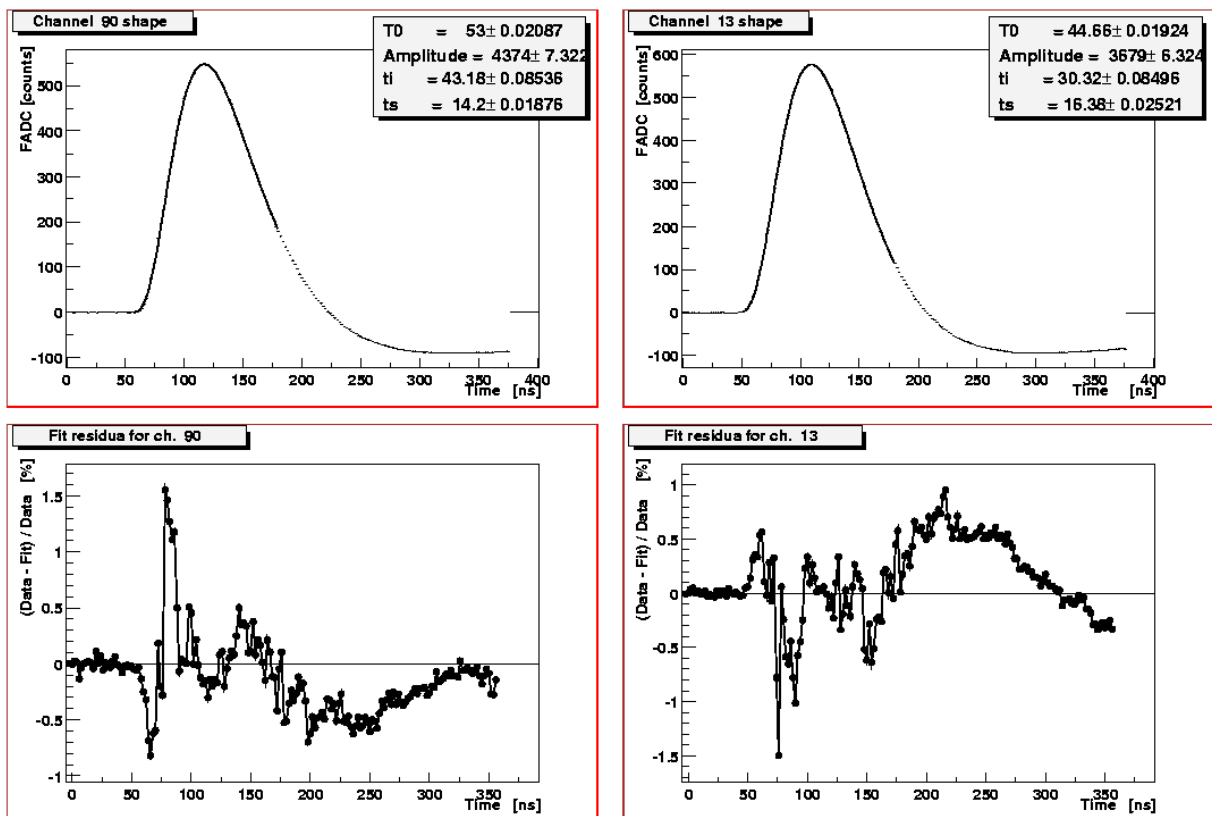 Channel 90 shape
T0 = 53± 0.02087
Amplitude = 4374± 7.322
ti = 43.18± 0.08536
ts = 14.2± 0.01876
FADC [counts]
500
400
300
200
100
0
-100
0 50 100 150 200 250 300 350 400
Time [ns]
Channel 13 shape
T0 = 44.66± 0.01924
Amplitude = 3679± 6.324
ti = 30.32± 0.08496
ts = 16.38± 0.02521
FADC [counts]
600
500
400
300
200
100
0
-100
0 50 100 150 200 250 300 350 400
Time [ns]
Fit residua for ch. 90
(Data - Fit) / Data [%]
1.5
1
0.5
0
-0.5
-1
0 50 100 150 200 250 300 350
Time [ns]
Fit residua for ch. 13
(Data - Fit) / Data [%]
1
0.5
0
-0.5
-1
-1.5
0 50 100 150 200 250 300 350
Time [ns]